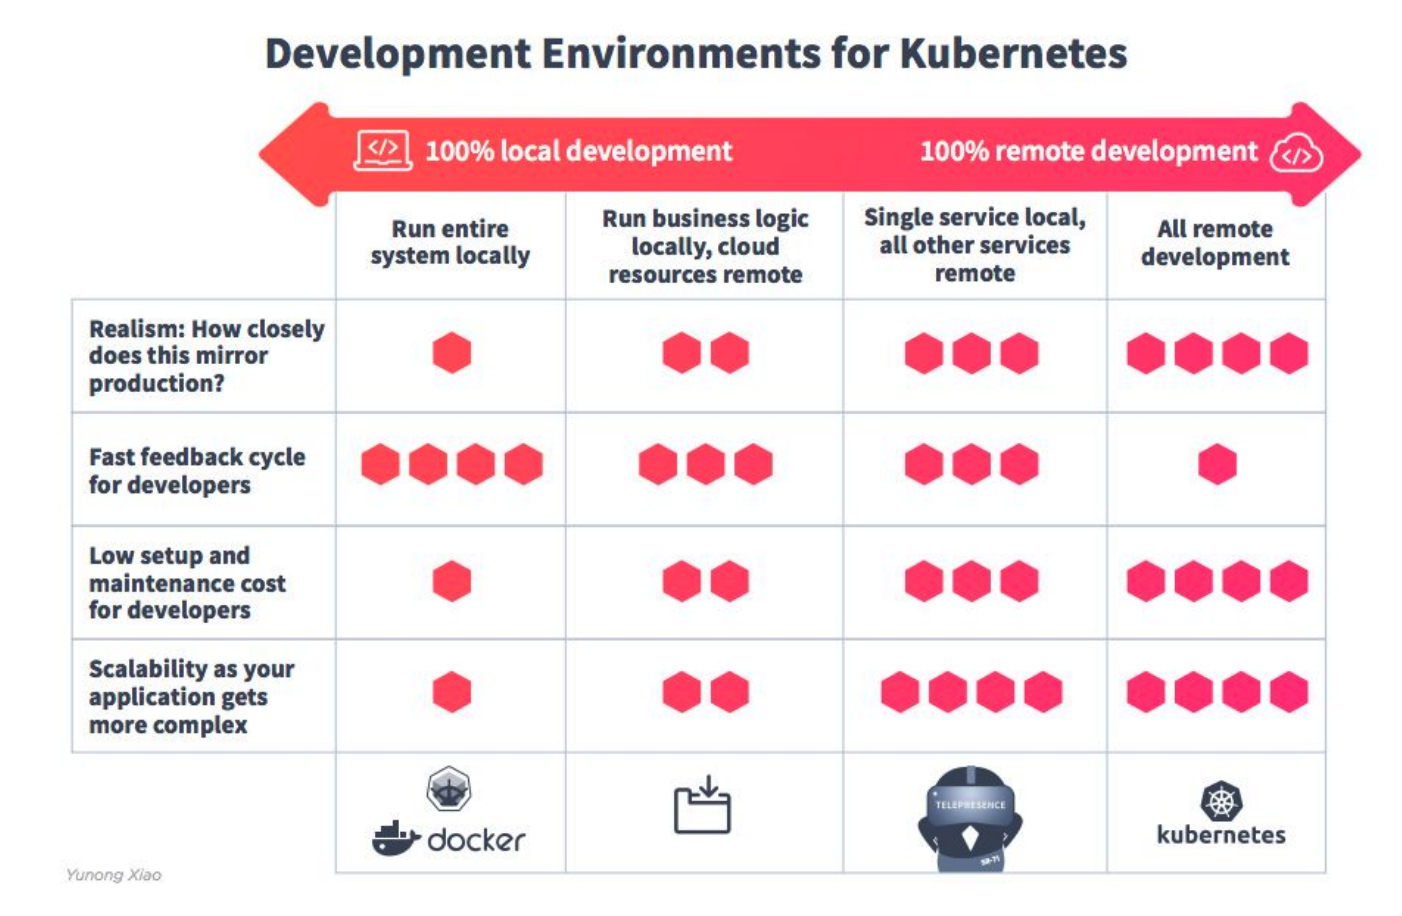 Development Environments for Kubernetes
</> 100% local development
100% remote development </>
Run entire
system locally
Run business logic
locally, cloud
resources remote
Single service local,
all other services
remote
All remote
development
Realism: How closely
does this mirror
production?
Fast feedback cycle
for developers
Low setup and
maintenance cost
for developers
Scalability as your
application gets
more complex
docker
TELEPRESENCE
SR-71
kubernetes
Yunong Xiao